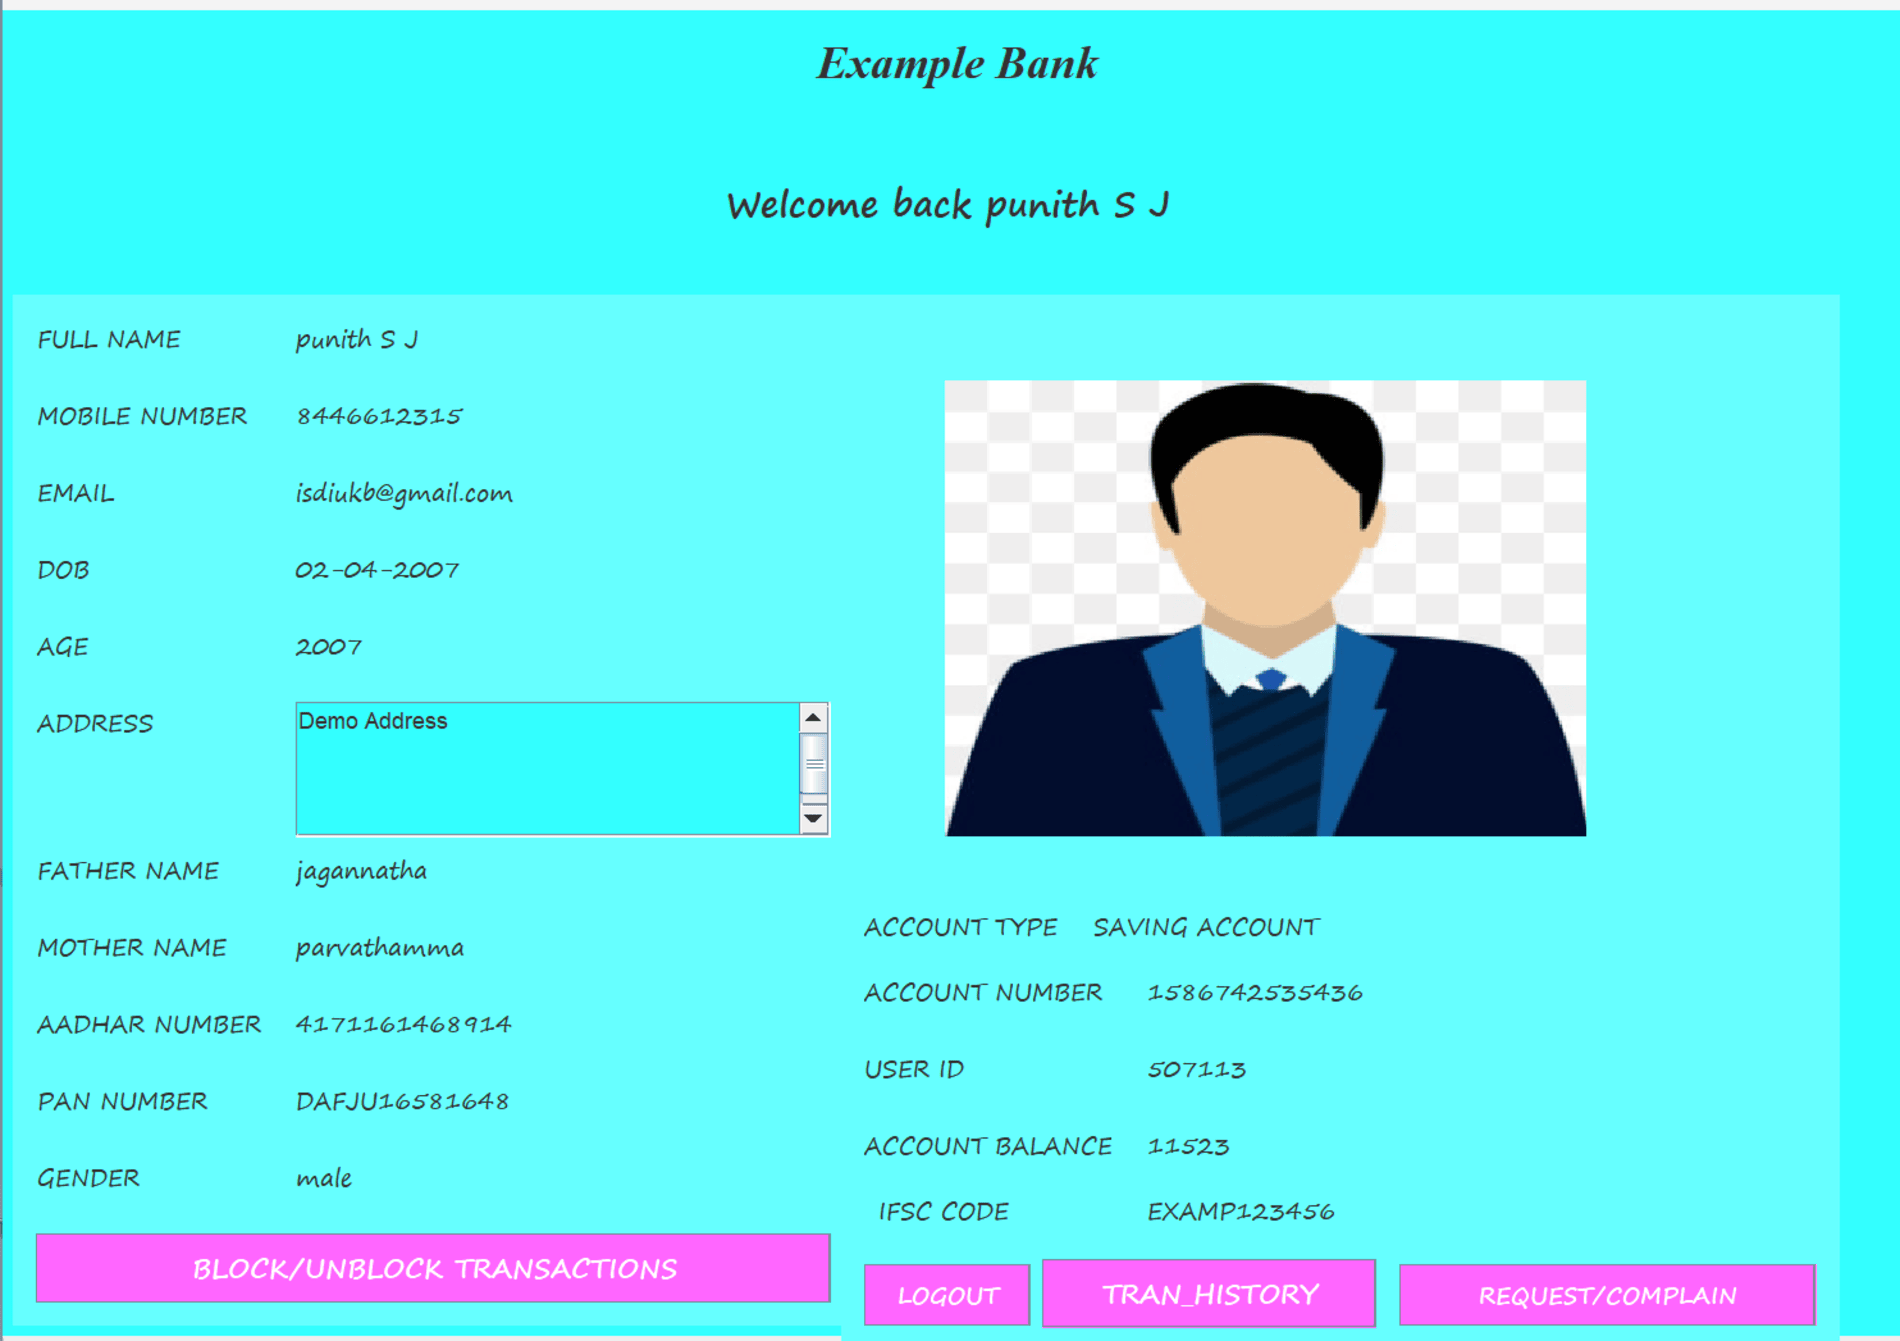 Example Bank
Welcome back punith S J
FULL NAME punith S J
MOBILE NUMBER 8446612315
EMAIL isdiukb@gmail.com
DOB 02-04-2007
AGE 2007
ADDRESS Demo Address
FATHER NAME jagannatha
MOTHER NAME parvathamma
AADHAR NUMBER 4171161468914
PAN NUMBER DAFJU16581648
GENDER male
BLOCK/UNBLOCK TRANSACTIONS
ACCOUNT TYPE SAVING ACCOUNT
ACCOUNT NUMBER 1586742535436
USER ID 507113
ACCOUNT BALANCE 11523
IFSC CODE EXAMP123456
LOGOUT TRAN_HISTORY REQUEST/COMPLAIN